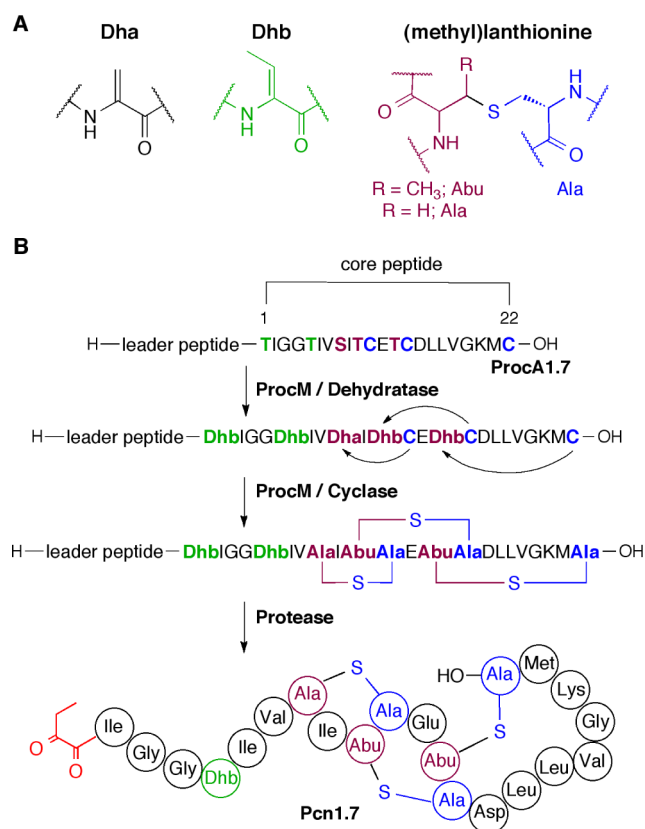 A
Dha
Dhb
(methyl)lanthionine
N
H
O
N
H
O
R
O
NH
S
H
N
O
R = CH3; Abu
R = H; Ala
Ala
B
core peptide
1
22
H—leader peptide—TIGGTIVSITCETCDLLVGKMC—OH
ProcA1.7
ProcM / Dehydratase
H—leader peptide—DhbIGGDhbIVDhaIDhbCEDhbCDLLVGKMC—OH
ProcM / Cyclase
S
H—leader peptide—DhbIGGDhbIVAlaIAbuAlaEAbuAlaDLLVGKMAla—OH
S
S
Protease
O
O
Ile
Gly
Gly
Dhb
Ile
Val
Ala
S
Ile
Abu
Ala
S
Glu
Abu
Ala
S
Asp
Leu
Leu
Val
Gly
Lys
Met
Ala
HO
Pcn1.7